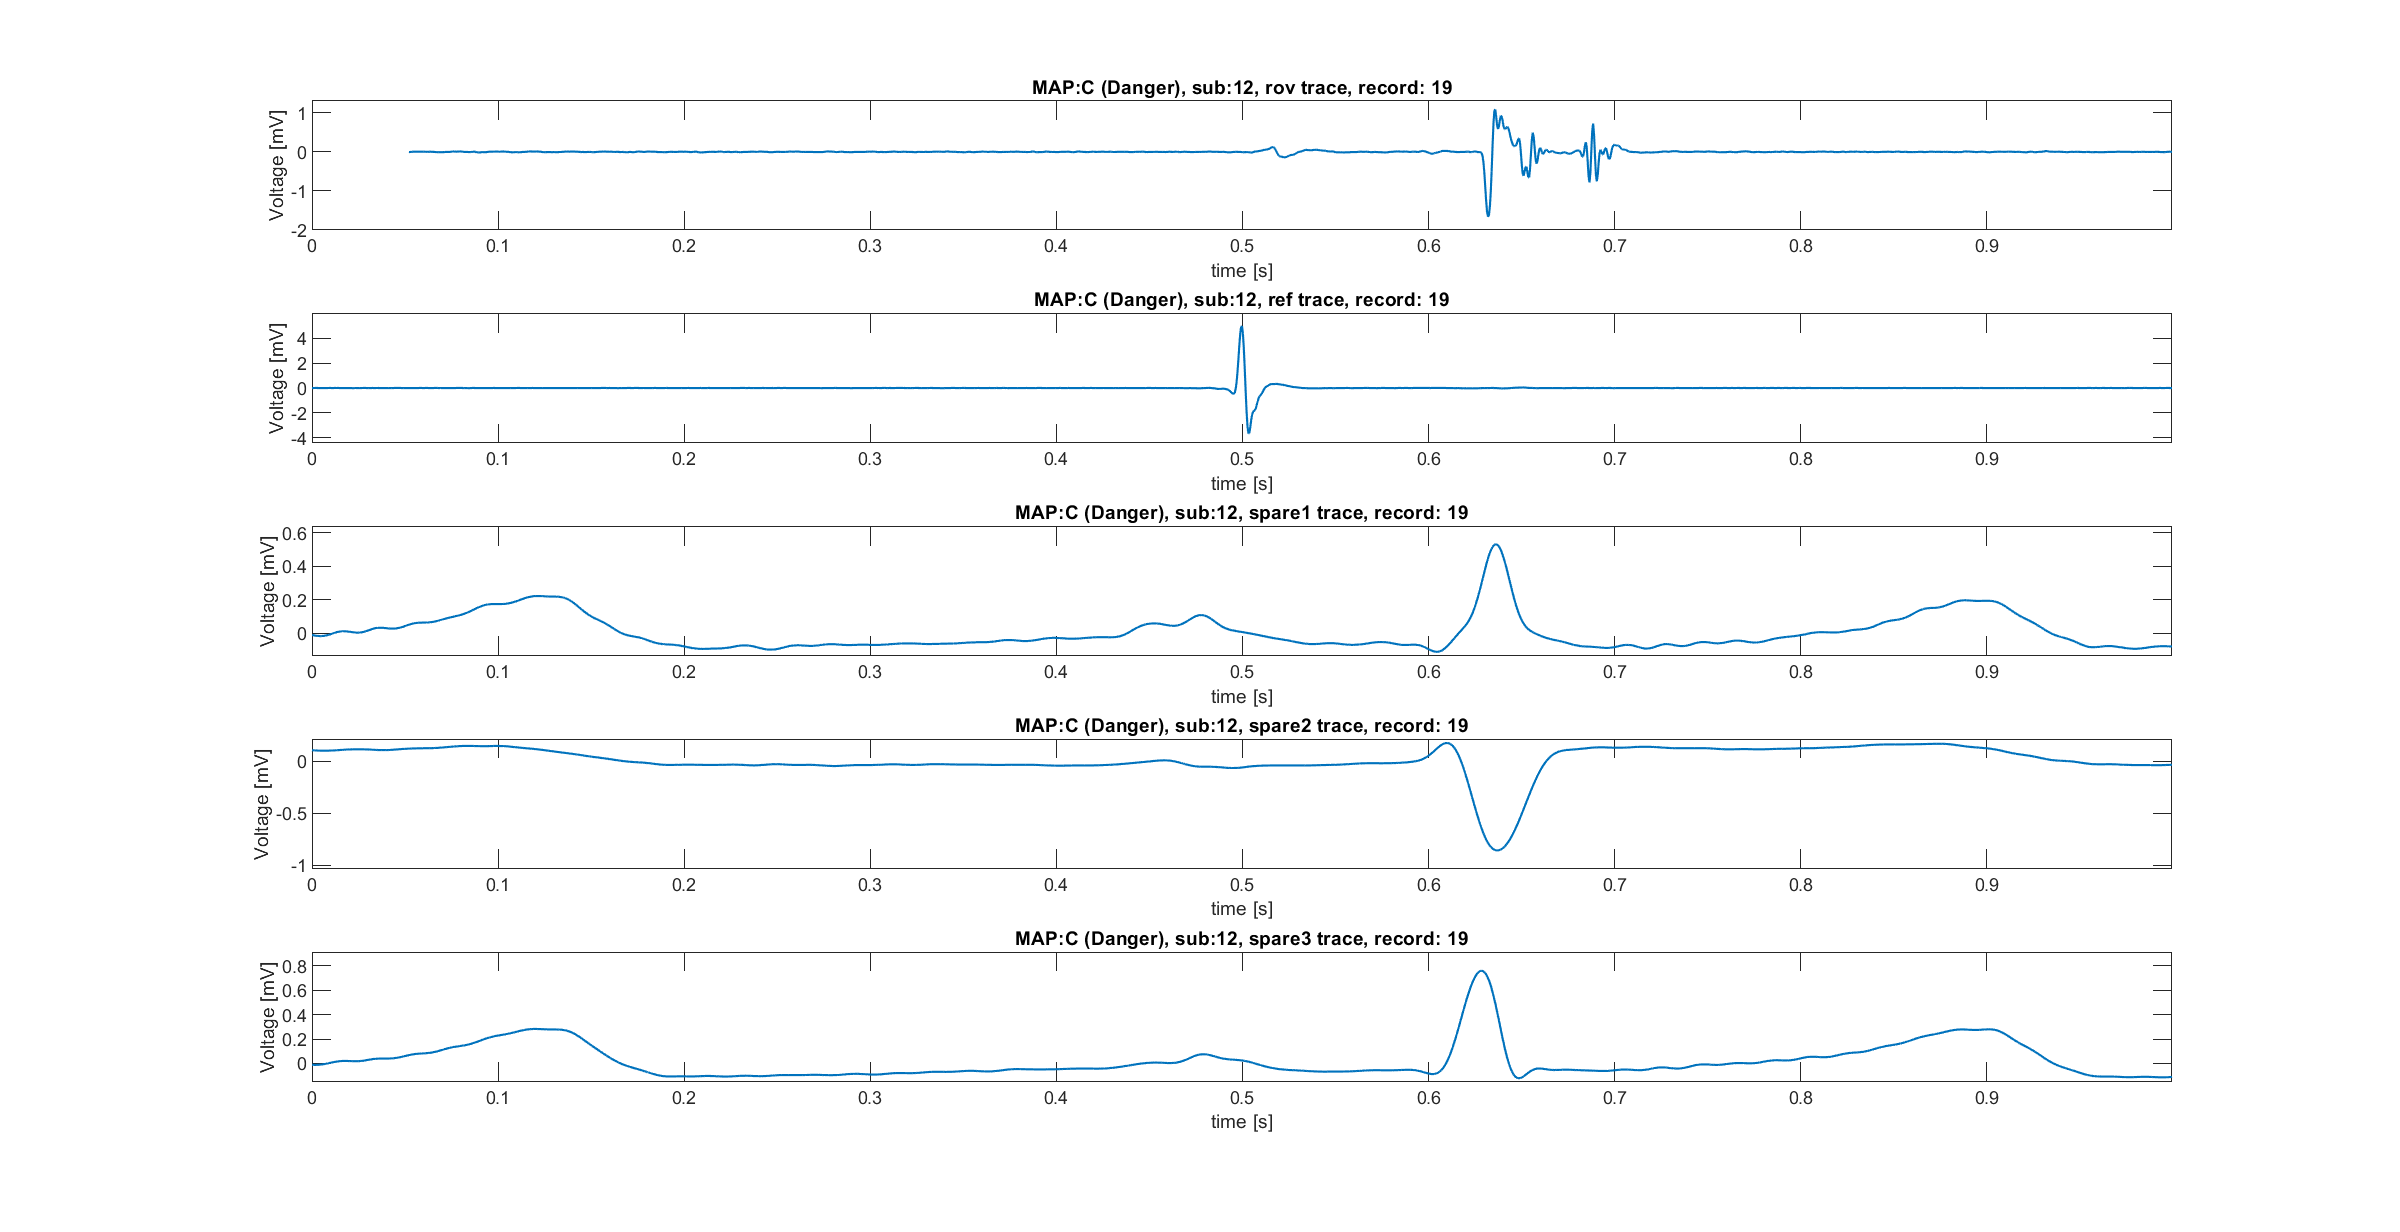 MAP:C (Danger), sub:12, rov trace, record: 19
Voltage [mV]
1
0
-1
-2
0 0.1 0.2 0.3 0.4 0.5 0.6 0.7 0.8 0.9
time [s]
MAP:C (Danger), sub:12, ref trace, record: 19
Voltage [mV]
4
2
0
-2
-4
0 0.1 0.2 0.3 0.4 0.5 0.6 0.7 0.8 0.9
time [s]
MAP:C (Danger), sub:12, spare1 trace, record: 19
Voltage [mV]
0.6
0.4
0.2
0
0 0.1 0.2 0.3 0.4 0.5 0.6 0.7 0.8 0.9
time [s]
MAP:C (Danger), sub:12, spare2 trace, record: 19
Voltage [mV]
0
-0.5
-1
0 0.1 0.2 0.3 0.4 0.5 0.6 0.7 0.8 0.9
time [s]
MAP:C (Danger), sub:12, spare3 trace, record: 19
Voltage [mV]
0.8
0.6
0.4
0.2
0
0 0.1 0.2 0.3 0.4 0.5 0.6 0.7 0.8 0.9
time [s]